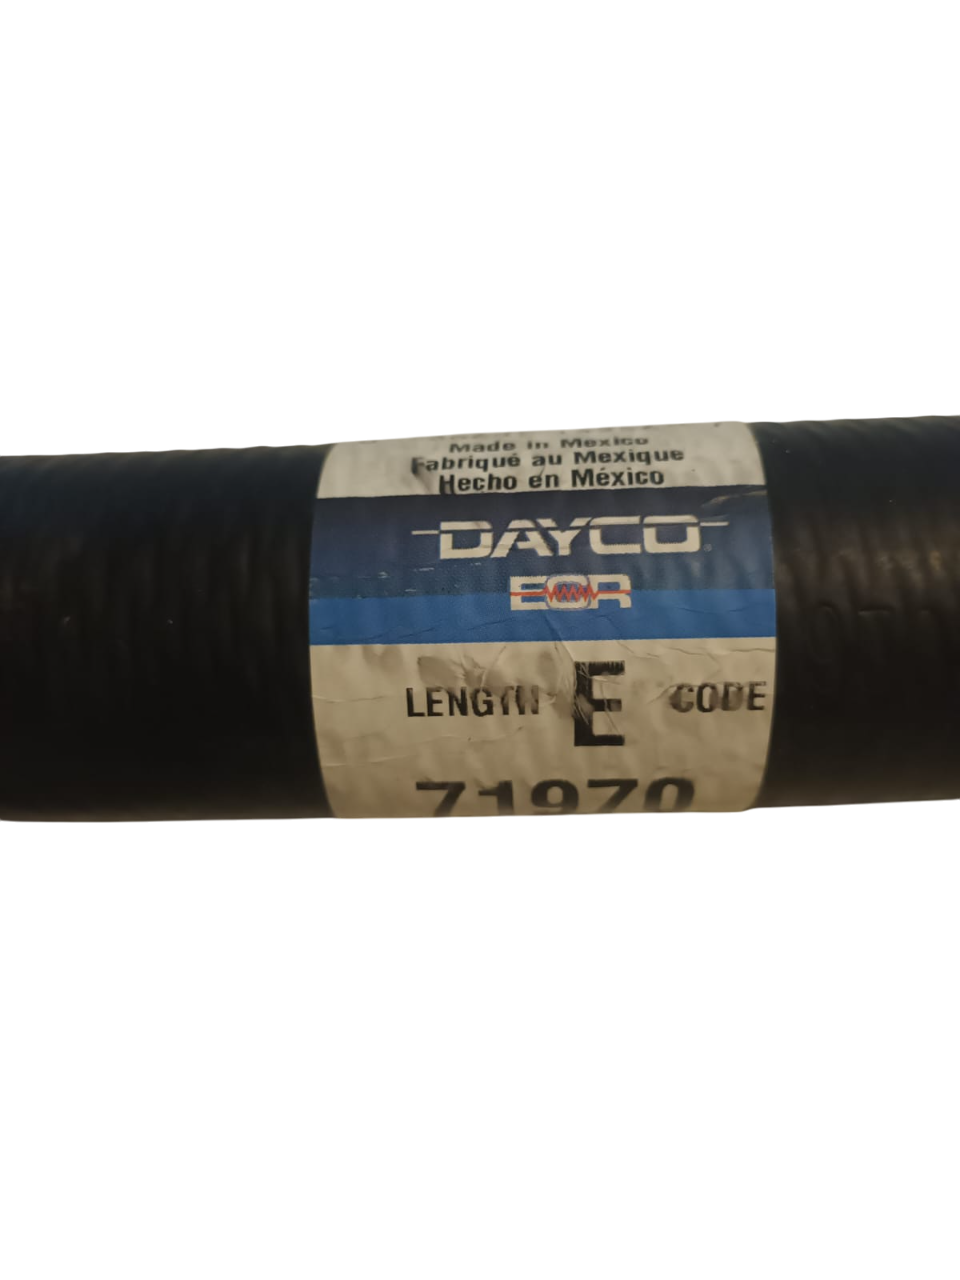 Made in Mexico
Fabriqué au Mexique
Hecho en México
DAYCO
ECR
LENGTH E CODE
71970